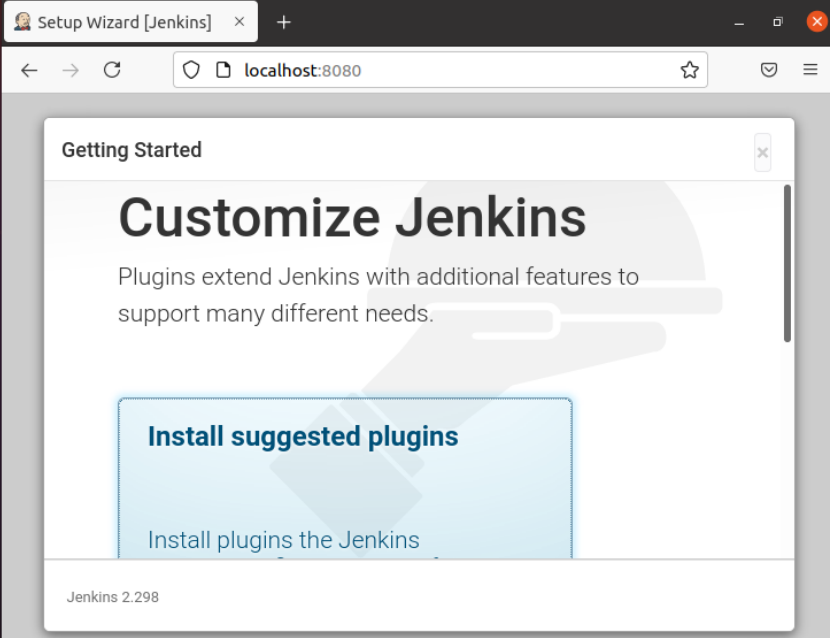 Setup Wizard [Jenkins]
localhost:8080
Getting Started
Customize Jenkins
Plugins extend Jenkins with additional features to
support many different needs.
Install suggested plugins
Install plugins the Jenkins
Jenkins 2.298